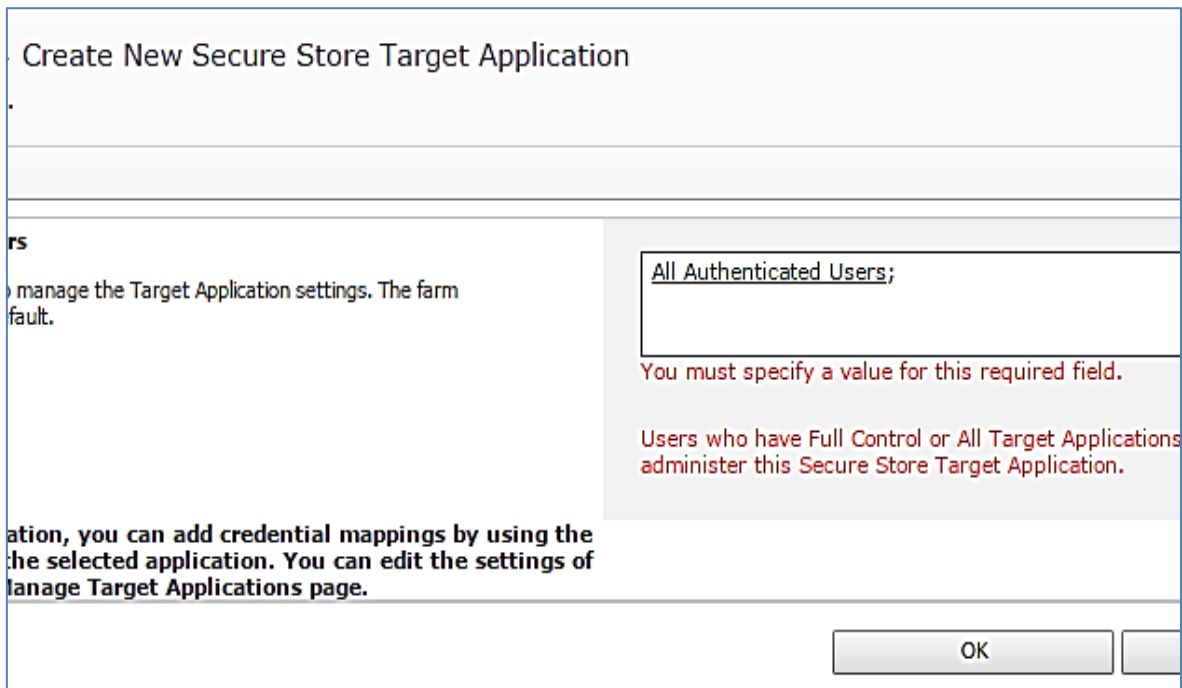 Create New Secure Store Target Application
.
rs
manage the Target Application settings. The farm
fault.
All Authenticated Users;
You must specify a value for this required field.
Users who have Full Control or All Target Applications
administer this Secure Store Target Application.
ation, you can add credential mappings by using the
the selected application. You can edit the settings of
Manage Target Applications page.
OK